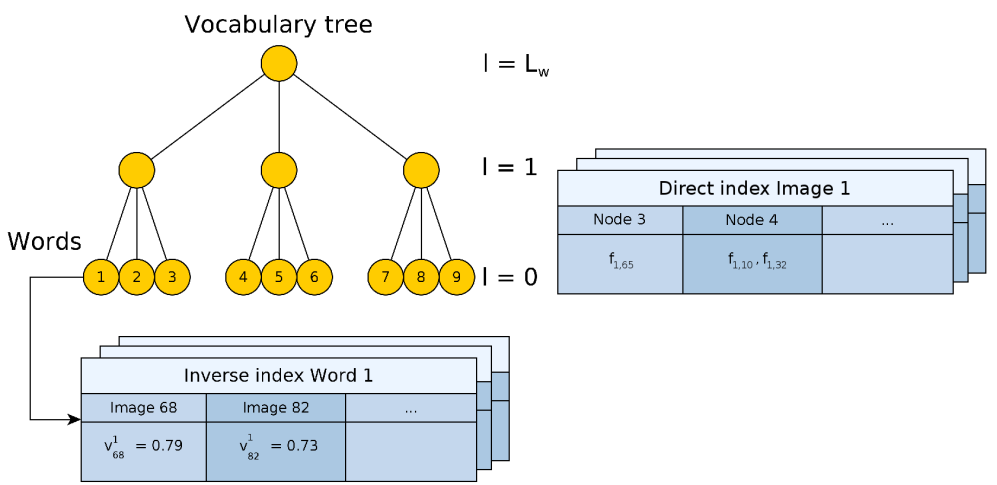 Vocabulary tree
l = L_w
l = 1
Direct index Image 1
Node 3 Node 4 ...
f_1,65 f_1,10 , f_1,32
Words
1 2 3 4 5 6 7 8 9 l = 0
Inverse index Word 1
Image 68 Image 82 ...
v^1_68 = 0.79 v^1_82 = 0.73